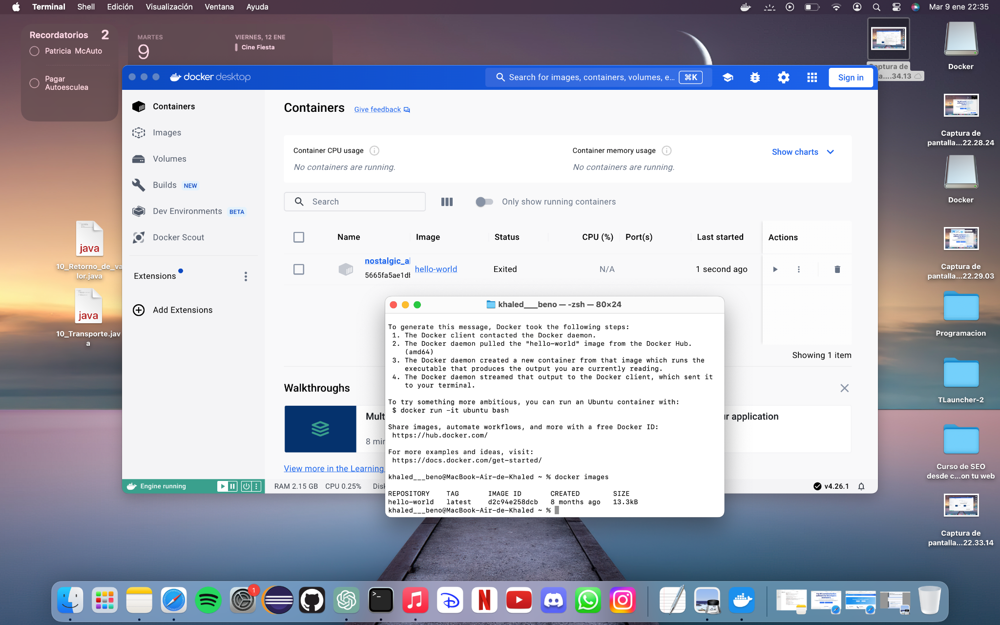 Terminal Shell Edición Visualización Ventana Ayuda
Mar 9 ene 22:35
Recordatorios 2
Patricia McAuto
Pagar
Autoesculea
MARTES
9
VIERNES, 12 ENE
Cine Fiesta
docker desktop
Search for images, containers, volumes, e... ⌘K
Sign in
Containers
Images
Volumes
Builds NEW
Dev Environments BETA
Docker Scout
Extensions
Add Extensions
Containers Give feedback
Container CPU usage
No containers are running.
Container memory usage
No containers are running.
Show charts
Search
Only show running containers
Name Image Status CPU (%) Port(s) Last started Actions
nostalgic_a
5665fa5ae1d
hello-world Exited N/A 1 second ago
Showing 1 item
Walkthroughs
Mult
8 min
r application
View more in the Learning
Engine running
RAM 2.15 GB CPU 0.25% Disk
v4.26.1
khaled___beno — -zsh — 80×24
To generate this message, Docker took the following steps:
1. The Docker client contacted the Docker daemon.
2. The Docker daemon pulled the "hello-world" image from the Docker Hub.
(amd64)
3. The Docker daemon created a new container from that image which runs the
executable that produces the output you are currently reading.
4. The Docker daemon streamed that output to the Docker client, which sent it
to your terminal.
To try something more ambitious, you can run an Ubuntu container with:
$ docker run -it ubuntu bash
Share images, automate workflows, and more with a free Docker ID:
https://hub.docker.com/
For more examples and ideas, visit:
https://docs.docker.com/get-started/
khaled___beno@MacBook-Air-de-Khaled ~ % docker images
REPOSITORY TAG IMAGE ID CREATED SIZE
hello-world latest d2c94e258dcb 8 months ago 13.3kB
khaled___beno@MacBook-Air-de-Khaled ~ %
java
10_Retorno_de_va
lor.java
java
10_Transporte.jav
a
aptura de
a....34.13
Docker
Captura de
pantalla...22.28.24
Docker
Captura de
pantalla...22.29.03
Programacion
TLauncher-2
Curso de SEO
desde c...on tu web
Captura de
pantalla...22.33.14
1